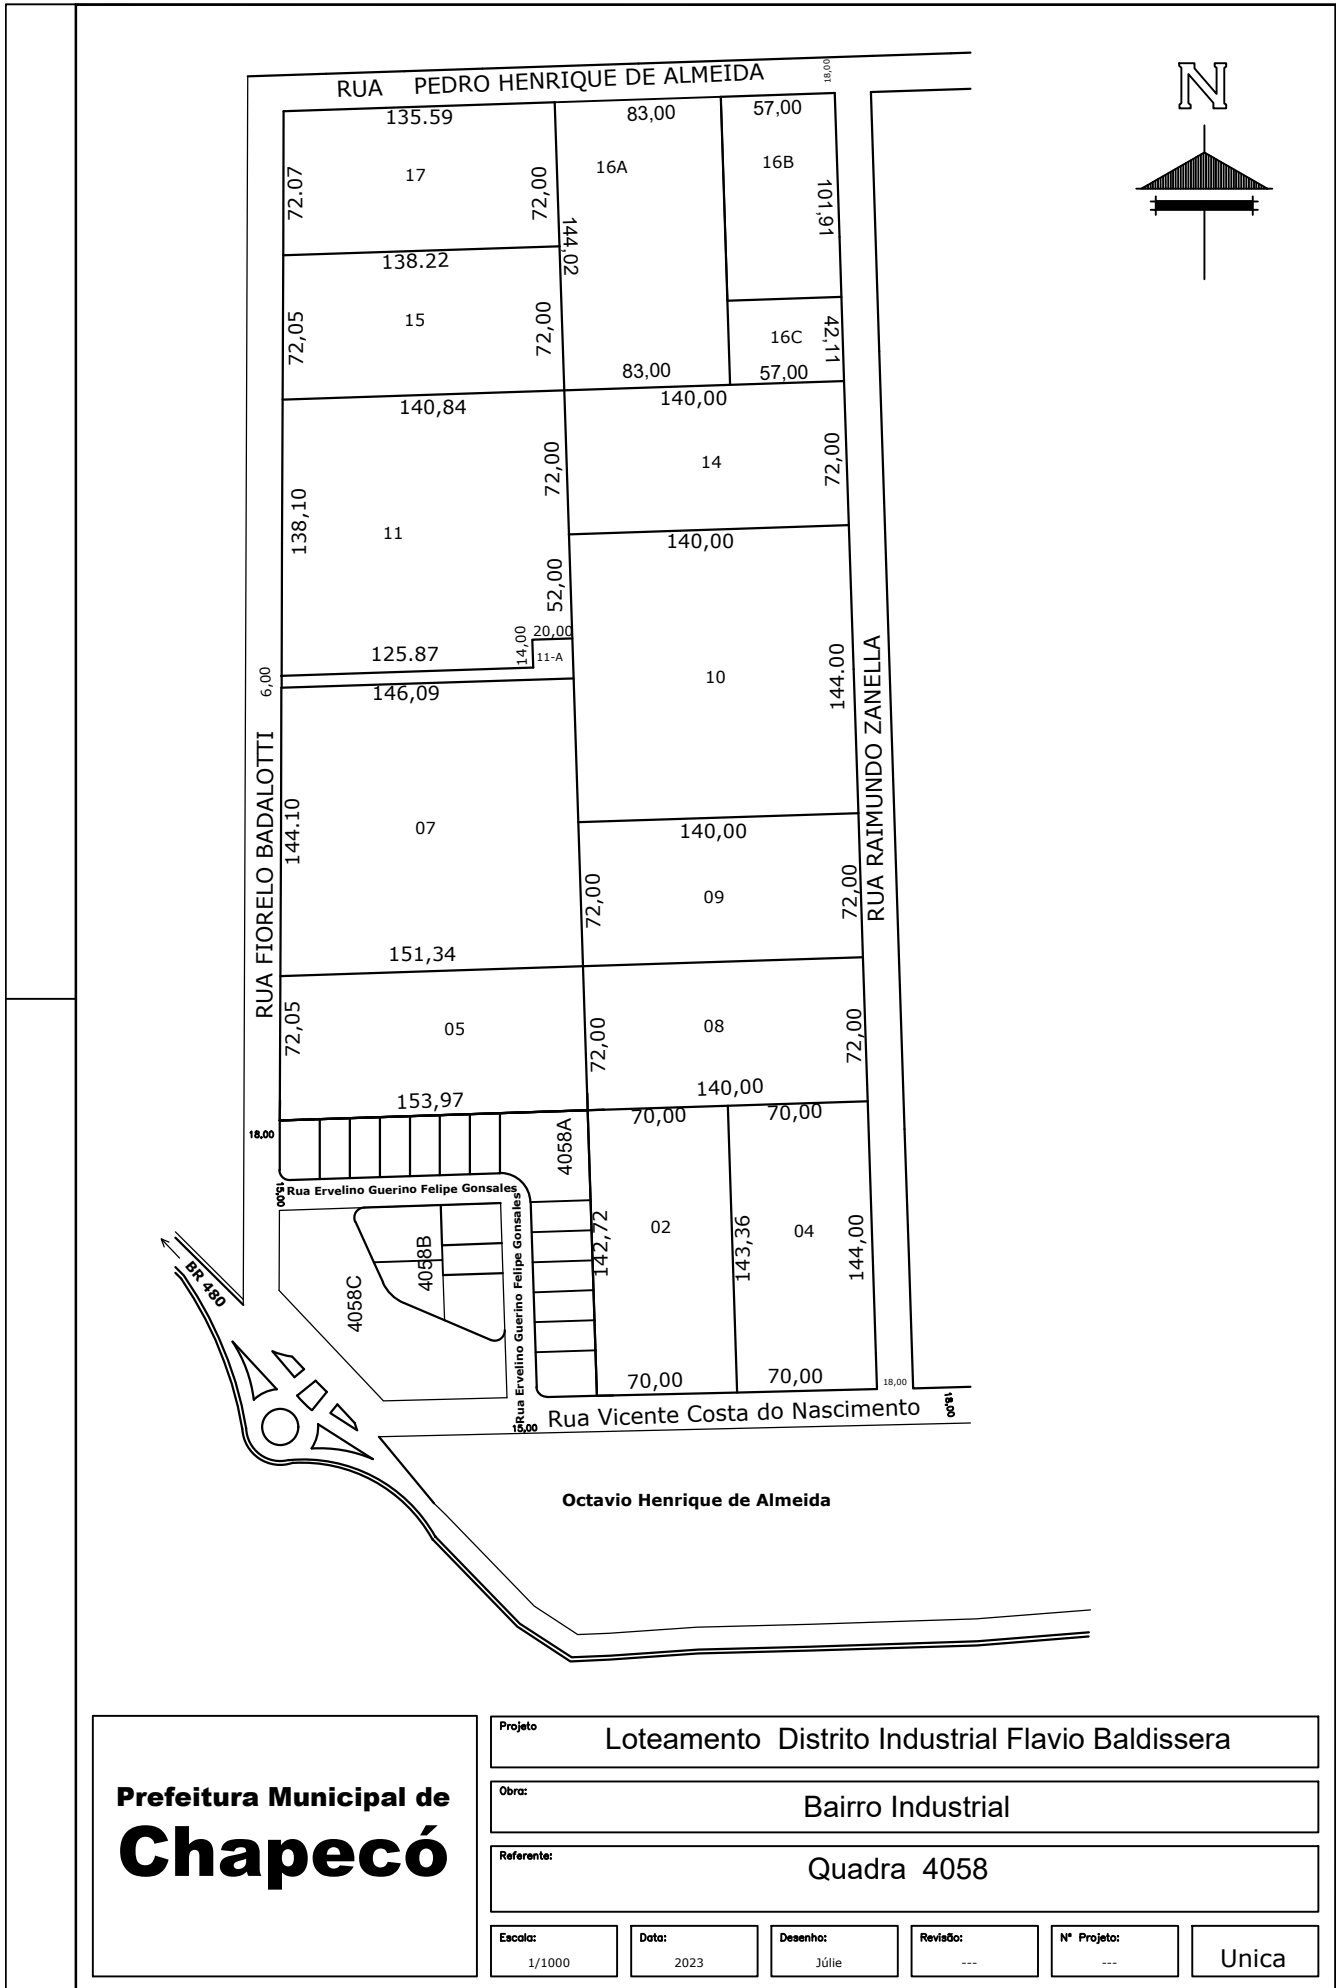 RUA PEDRO HENRIQUE DE ALMEIDA
18,00
N
135.59
83,00
57,00
17
16A
16B
72.07
72,00
101,91
144,02
138.22
15
72,05
72,00
16C
42,11
83,00
57,00
140,84
140,00
14
72,00
72,00
138,10
11
140,00
52,00
20,00
14,00
11-A
125.87
6,00
146,09
10
144.00
RUA RAIMUNDO ZANELLA
RUA FIORELO BADALOTTI
144.10
07
140,00
72,00
09
72,00
151,34
72,05
05
72,00
08
72,00
153,97
140,00
70,00
70,00
18,00
4058A
15,00
Rua Ervelino Guerino Felipe Gonsales
Rua Ervelino Guerino Felipe Gonsales
4058B
4058C
142,72
02
143,36
04
144,00
BR 480
70,00
70,00
18,00
18,00
15,00
Rua Vicente Costa do Nascimento
Octavio Henrique de Almeida
Prefeitura Municipal de
Chapecó
Projeto
Loteamento Distrito Industrial Flavio Baldissera
Obra:
Bairro Industrial
Referente:
Quadra 4058
Escala:
1/1000
Data:
2023
Desenho:
Júlie
Revisão:
---
N° Projeto:
---
Unica